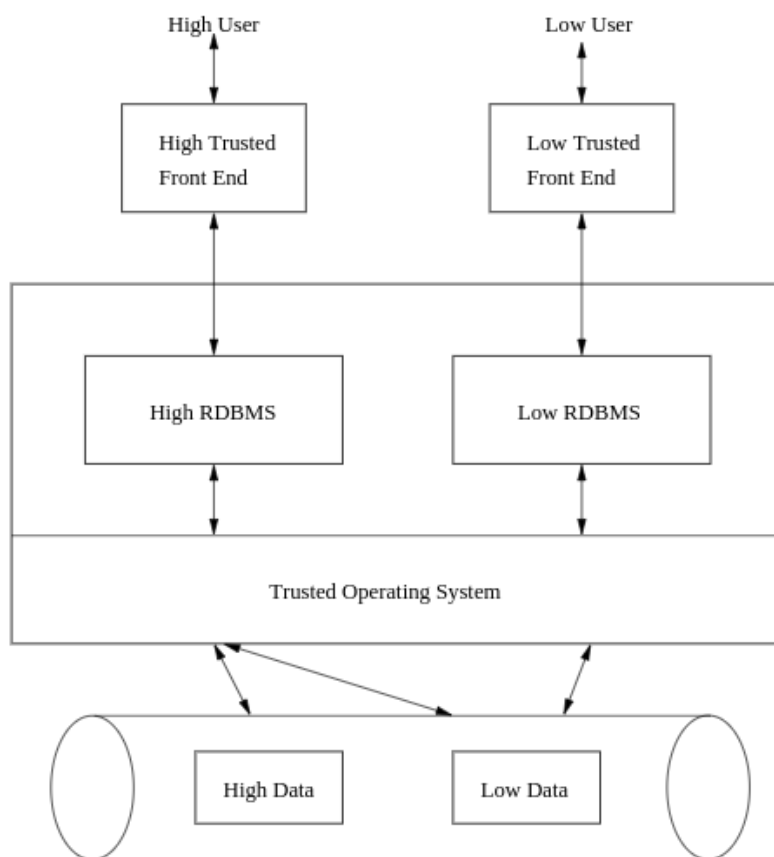 High User
Low User
High Trusted
Front End
Low Trusted
Front End
High RDBMS
Low RDBMS
Trusted Operating System
High Data
Low Data